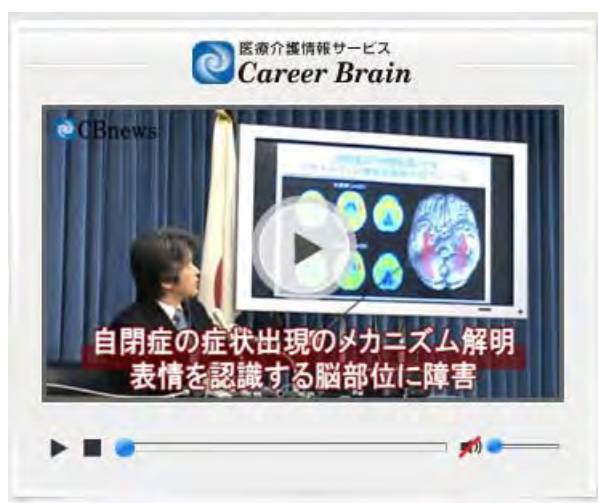 医療介護情報サービス
Career Brain
CBnews
自閉症の症状出現のメカニズム解明
表情を認識する脳部位に障害